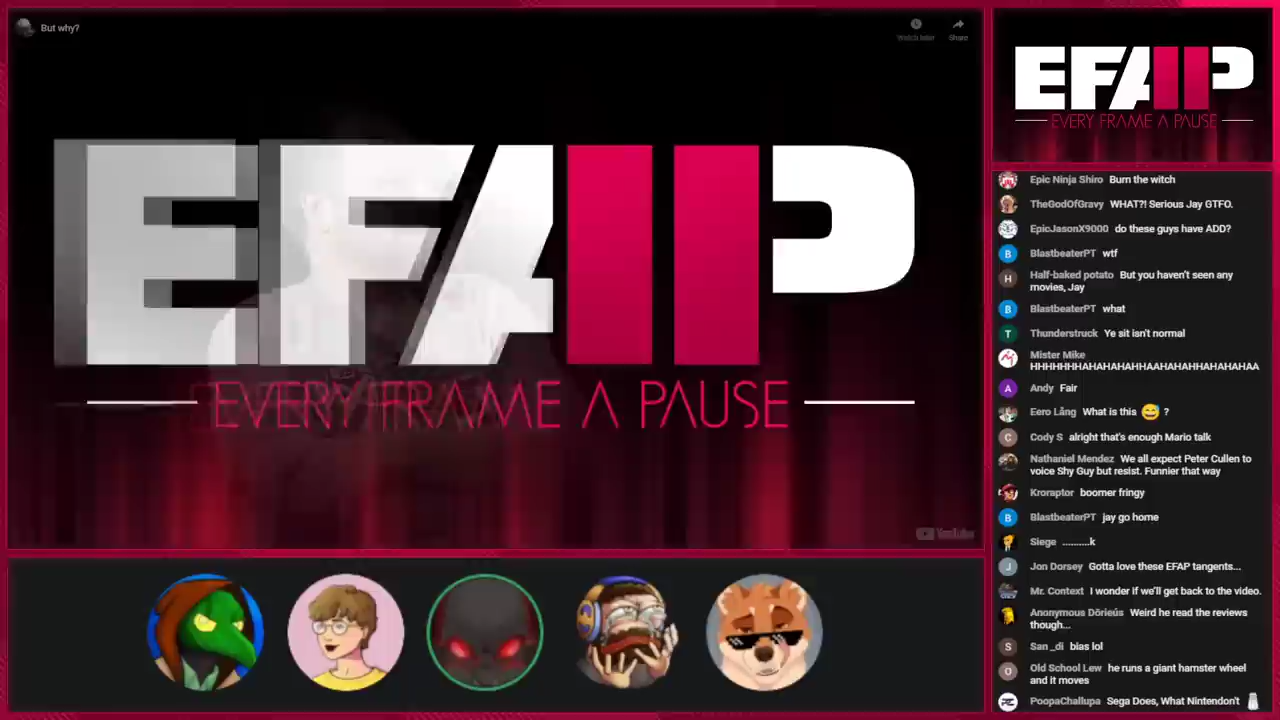 But why?
Watch later
Share
EFAP
EVERY FRAME A PAUSE
YouTube
EFAP
EVERY FRAME A PAUSE
Epic Ninja Shiro Burn the witch
TheGodOfGravy WHAT?! Serious Jay GTFO.
EpicJasonX9000 do these guys have ADD?
B BlastbeaterPT wtf
H Half-baked potato But you haven't seen any
movies, Jay
B BlastbeaterPT what
T Thunderstruck Ye sit isn't normal
Mister Mike
HHHHHHHAHAHAHAHHAAHAHAHHAHAHAHAA
A Andy Fair
Eero Lång What is this 😅 ?
C Cody S alright that's enough Mario talk
Nathaniel Mendez We all expect Peter Cullen to
voice Shy Guy but resist. Funnier that way
Kroraptor boomer fringy
B BlastbeaterPT jay go home
Siege ..........k
J Jon Dorsey Gotta love these EFAP tangents...
Mr. Context I wonder if we'll get back to the video.
Anonymous Dōrieús Weird he read the reviews
though...
S San _di bias lol
O Old School Lew he runs a giant hamster wheel
and it moves
PoopaChallupa Sega Does, What Nintendon't